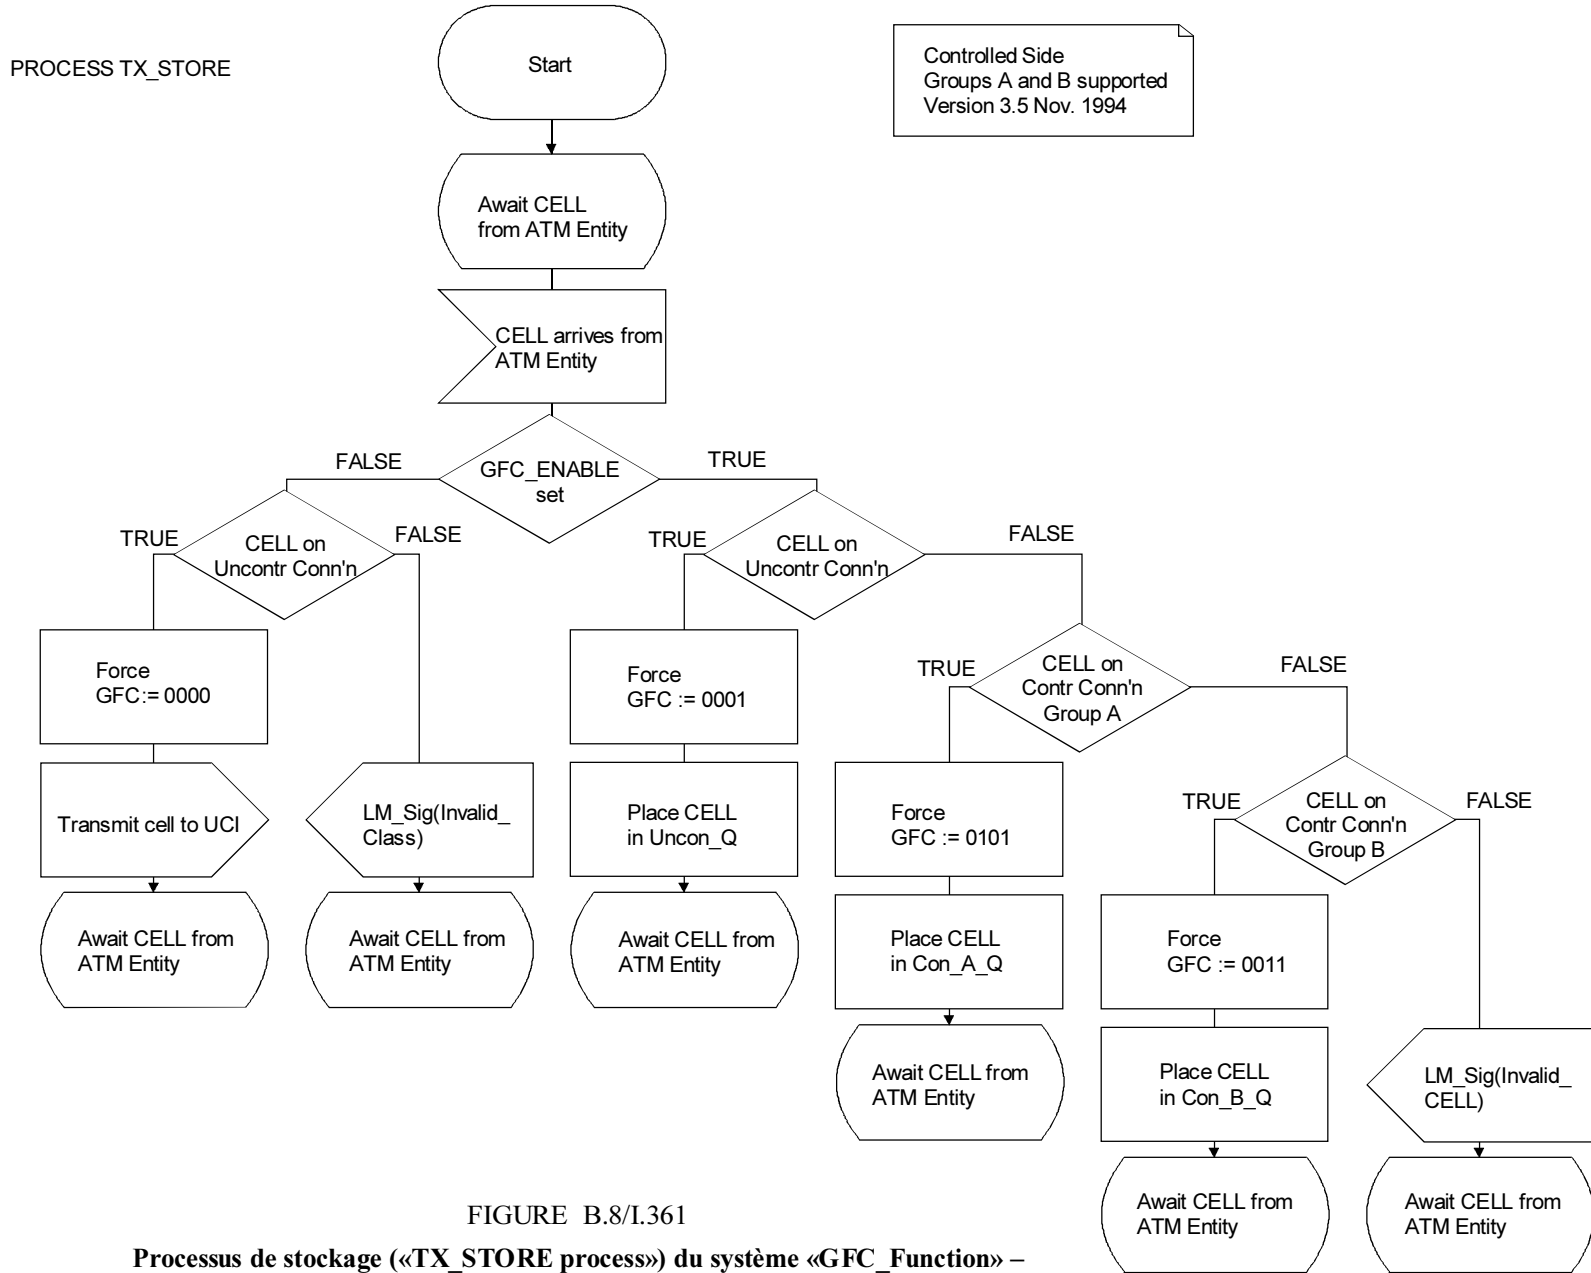 PROCESS TX_STORE
Start
Controlled Side
Groups A and B supported
Version 3.5 Nov. 1994
Await CELL
from ATM Entity
CELL arrives from
ATM Entity
GFC_ENABLE
set
FALSE
TRUE
CELL on
Uncontr Conn'n
TRUE
FALSE
CELL on
Uncontr Conn'n
TRUE
FALSE
Force
GFC:= 0000
Force
GFC := 0001
CELL on
Contr Conn'n
Group A
TRUE
FALSE
Transmit cell to UCI
LM_Sig(Invalid_
Class)
Place CELL
in Uncon_Q
Force
GFC := 0101
CELL on
Contr Conn'n
Group B
TRUE
FALSE
Await CELL from
ATM Entity
Await CELL from
ATM Entity
Await CELL from
ATM Entity
Place CELL
in Con_A_Q
Force
GFC := 0011
Await CELL from
ATM Entity
Place CELL
in Con_B_Q
LM_Sig(Invalid_
CELL)
Await CELL from
ATM Entity
Await CELL from
ATM Entity
FIGURE B.8/I.361
Processus de stockage («TX_STORE process») du système «GFC_Function» –